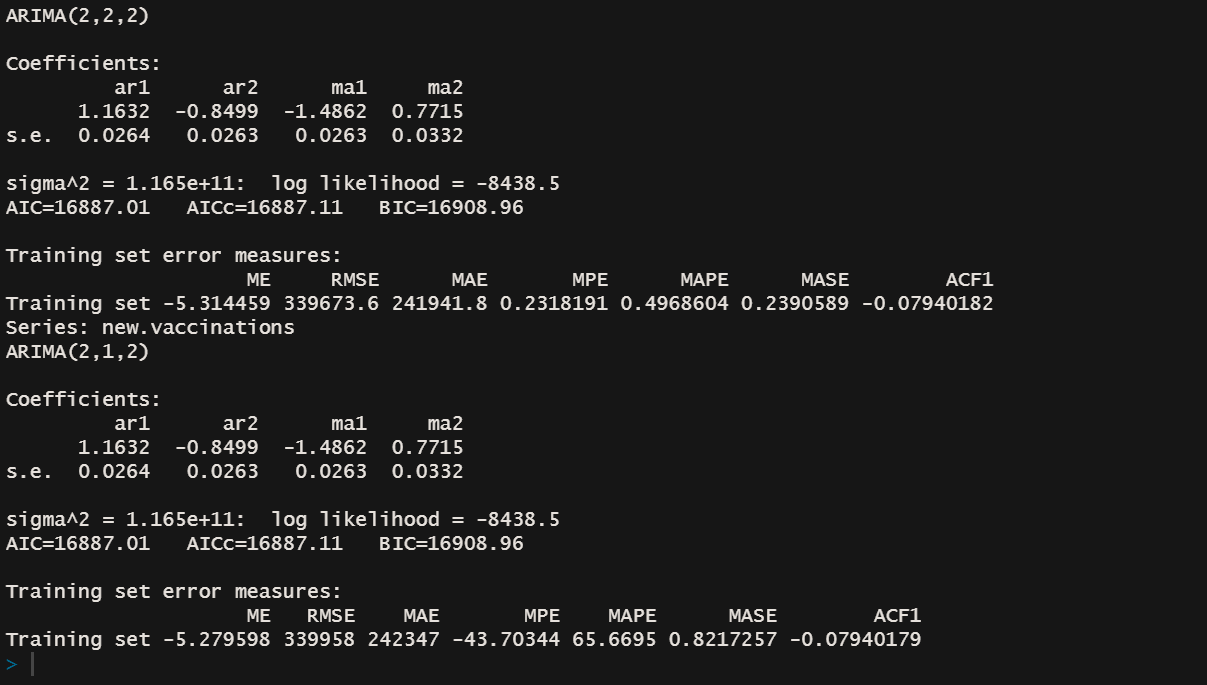 ARIMA(2,2,2)
Coefficients:
ar1 ar2 ma1 ma2
1.1632 -0.8499 -1.4862 0.7715
s.e. 0.0264 0.0263 0.0263 0.0332
sigma^2 = 1.165e+11: log likelihood = -8438.5
AIC=16887.01 AICc=16887.11 BIC=16908.96
Training set error measures:
ME RMSE MAE MPE MAPE MASE ACF1
Training set -5.314459 339673.6 241941.8 0.2318191 0.4968604 0.2390589 -0.07940182
Series: new.vaccinations
ARIMA(2,1,2)
Coefficients:
ar1 ar2 ma1 ma2
1.1632 -0.8499 -1.4862 0.7715
s.e. 0.0264 0.0263 0.0263 0.0332
sigma^2 = 1.165e+11: log likelihood = -8438.5
AIC=16887.01 AICc=16887.11 BIC=16908.96
Training set error measures:
ME RMSE MAE MPE MAPE MASE ACF1
Training set -5.279598 339958 242347 -43.70344 65.6695 0.8217257 -0.07940179
>